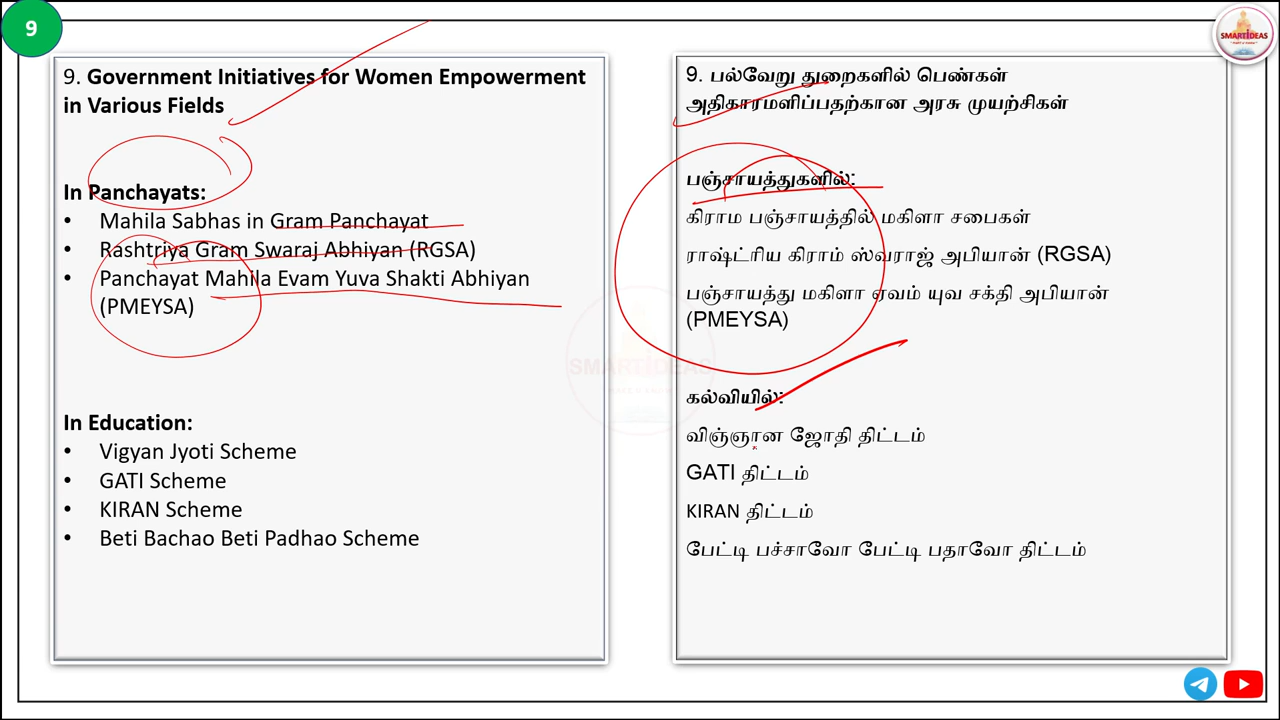 9
SMARTIDEAS
9. Government Initiatives for Women Empowerment
in Various Fields
In Panchayats:
• Mahila Sabhas in Gram Panchayat
• Rashtriya Gram Swaraj Abhiyan (RGSA)
• Panchayat Mahila Evam Yuva Shakti Abhiyan
(PMEYSA)
In Education:
• Vigyan Jyoti Scheme
• GATI Scheme
• KIRAN Scheme
• Beti Bachao Beti Padhao Scheme
9. பல்வேறு துறைகளில் பெண்கள்
அதிகாரமளிப்பதற்கான அரசு முயற்சிகள்
பஞ்சாயத்துகளில்:
கிராம பஞ்சாயத்தில் மகிளா சபைகள்
ராஷ்ட்ரிய கிராம் ஸ்வராஜ் அபியான் (RGSA)
பஞ்சாயத்து மகிளா ஏவம் யுவ சக்தி அபியான்
(PMEYSA)
கல்வியில்:
விஞ்ஞான ஜோதி திட்டம்
GATI திட்டம்
KIRAN திட்டம்
பேட்டி பச்சாவோ பேட்டி பதாவோ திட்டம்
SMARTIDEAS